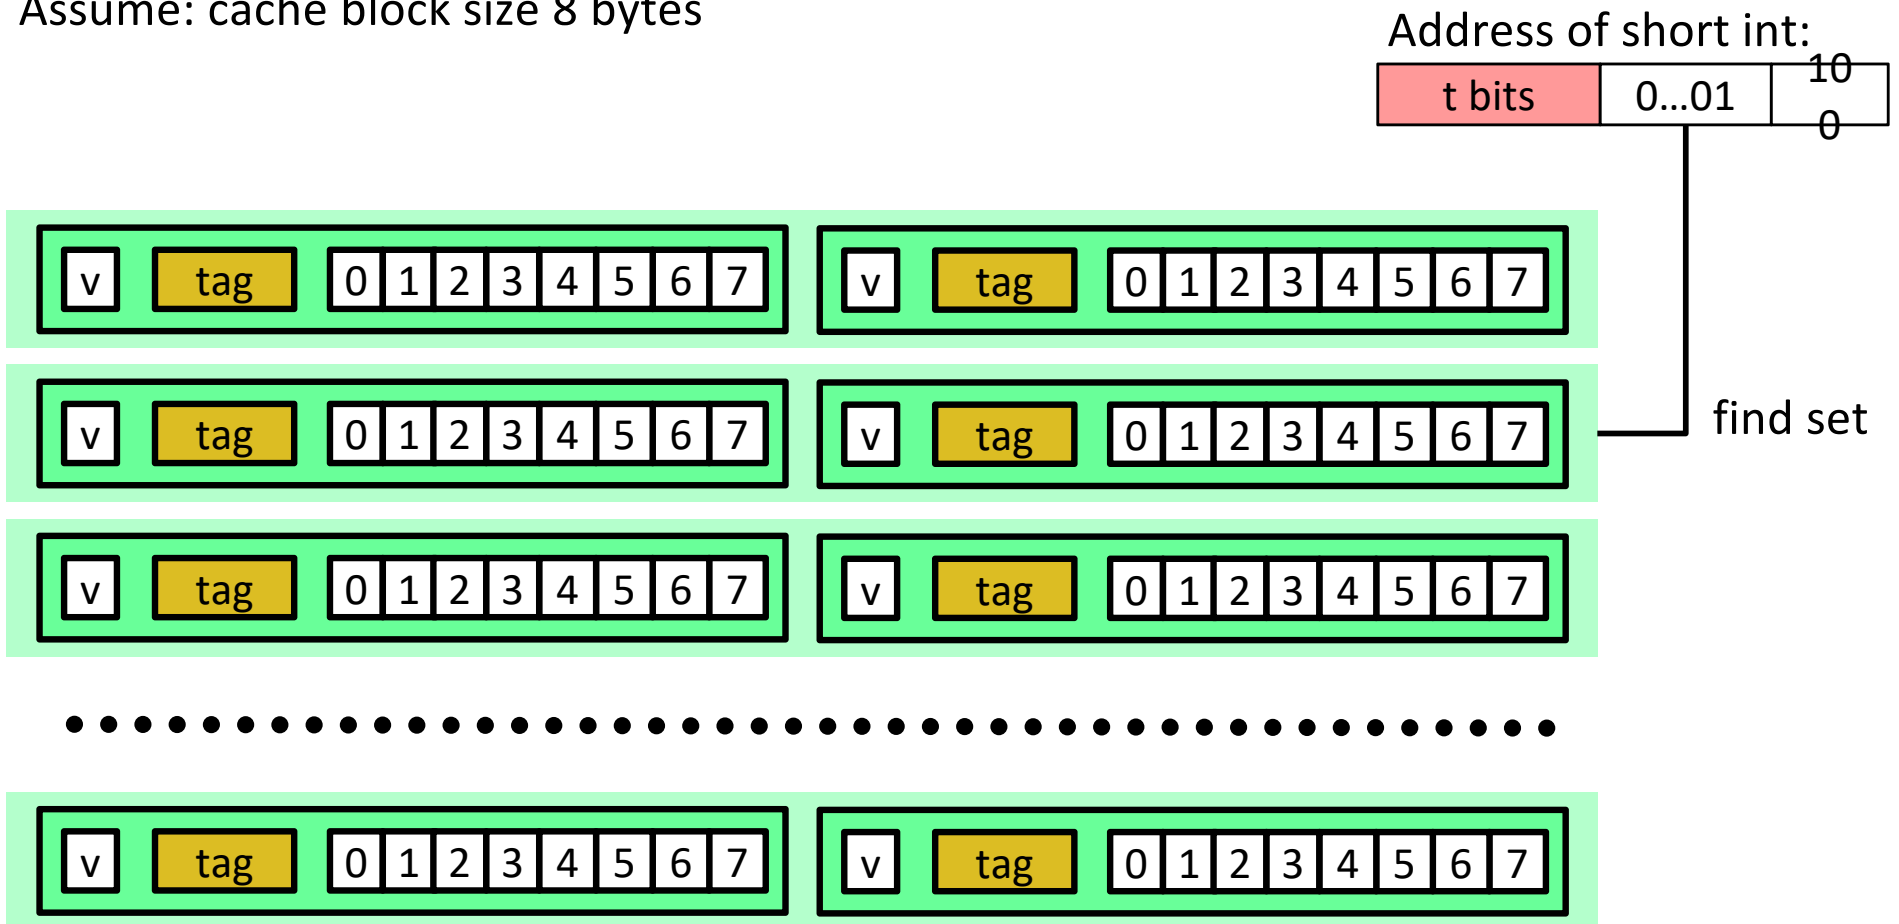 Assume: cache block size 8 bytes
Address of short int:
t bits 0...01 10
0
v tag 0 1 2 3 4 5 6 7 v tag 0 1 2 3 4 5 6 7
v tag 0 1 2 3 4 5 6 7 v tag 0 1 2 3 4 5 6 7 find set
v tag 0 1 2 3 4 5 6 7 v tag 0 1 2 3 4 5 6 7
v tag 0 1 2 3 4 5 6 7 v tag 0 1 2 3 4 5 6 7